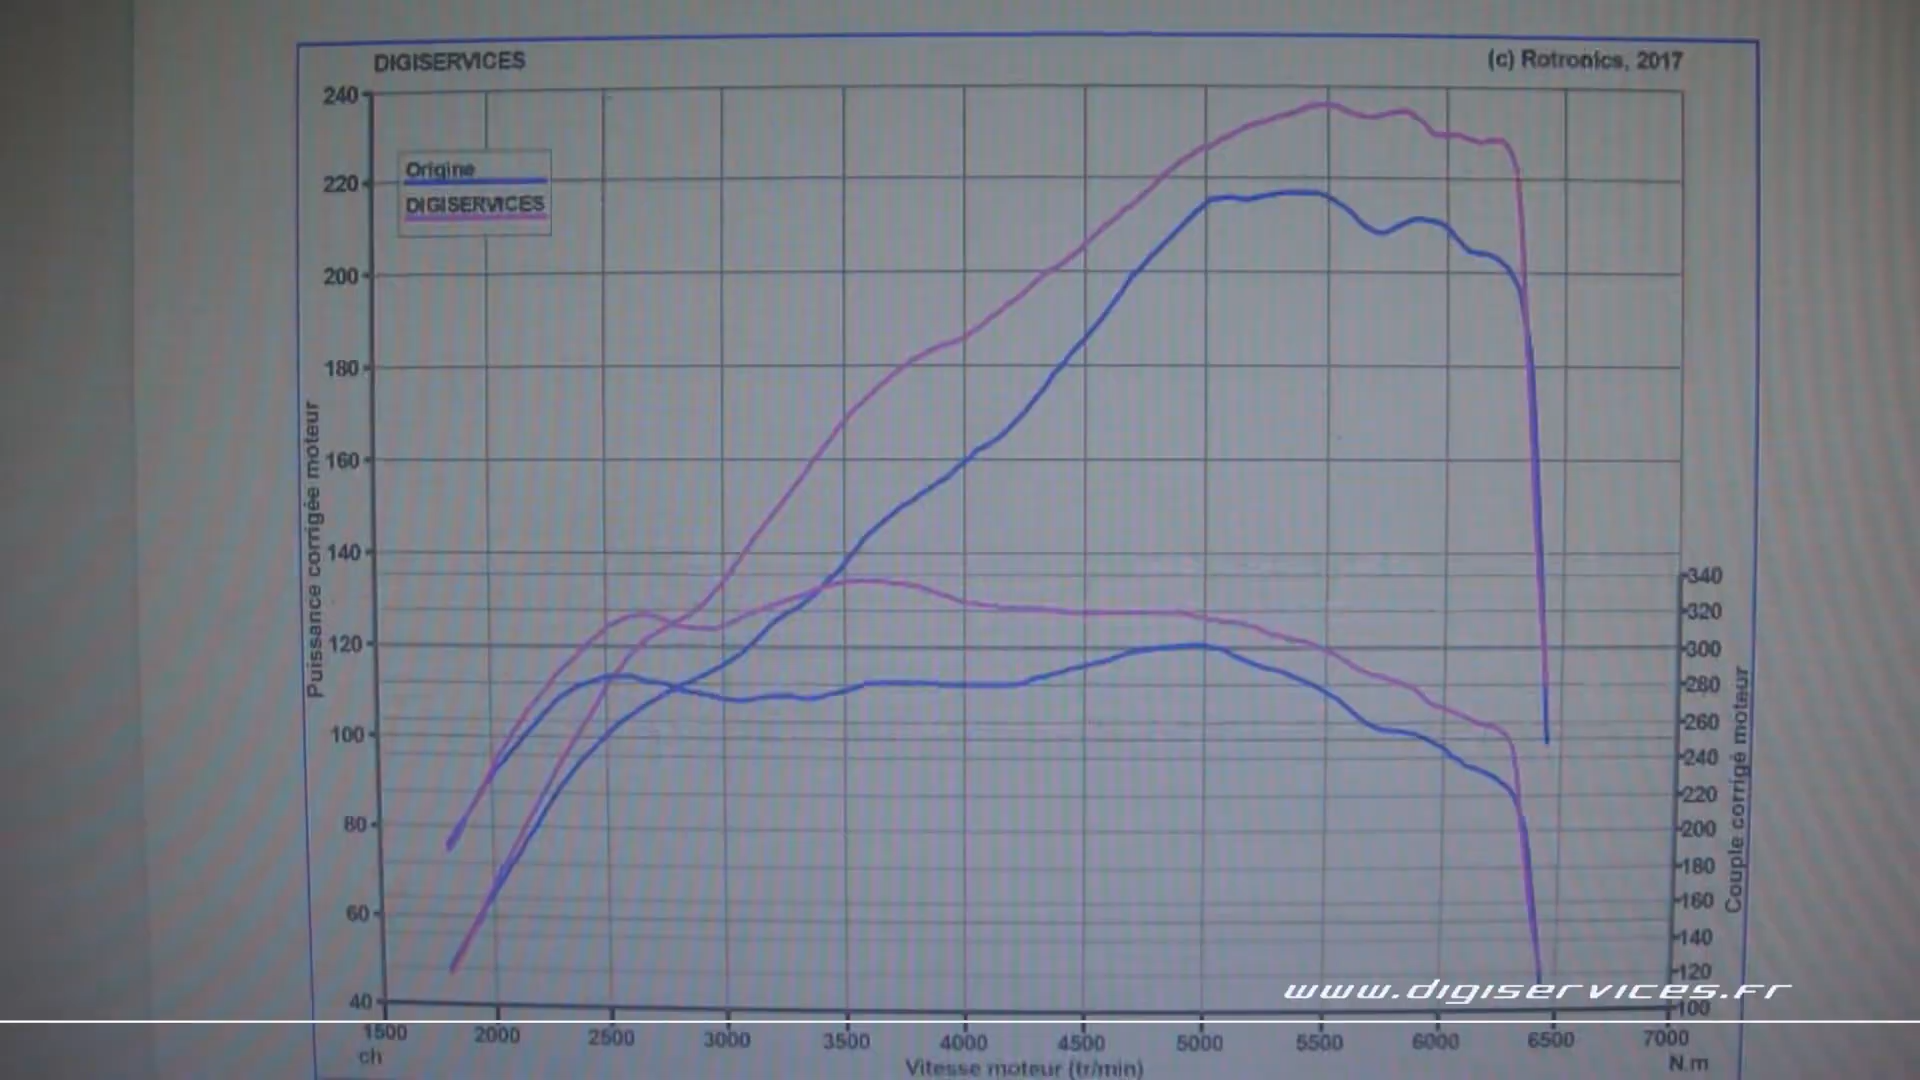 DIGISERVICES
(c) Rotronics, 2017
240
220
200
180
160
140
120
100
80
60
40
Origine
DIGISERVICES
Puissance corrigée moteur
340
320
300
280
260
240
220
200
180
160
140
120
100
Couple corrigé moteur
www.digiservices.fr
1500 2000 2500 3000 3500 4000 4500 5000 5500 6000 6500 7000
ch
Vitesse moteur (tr/min)
N.m